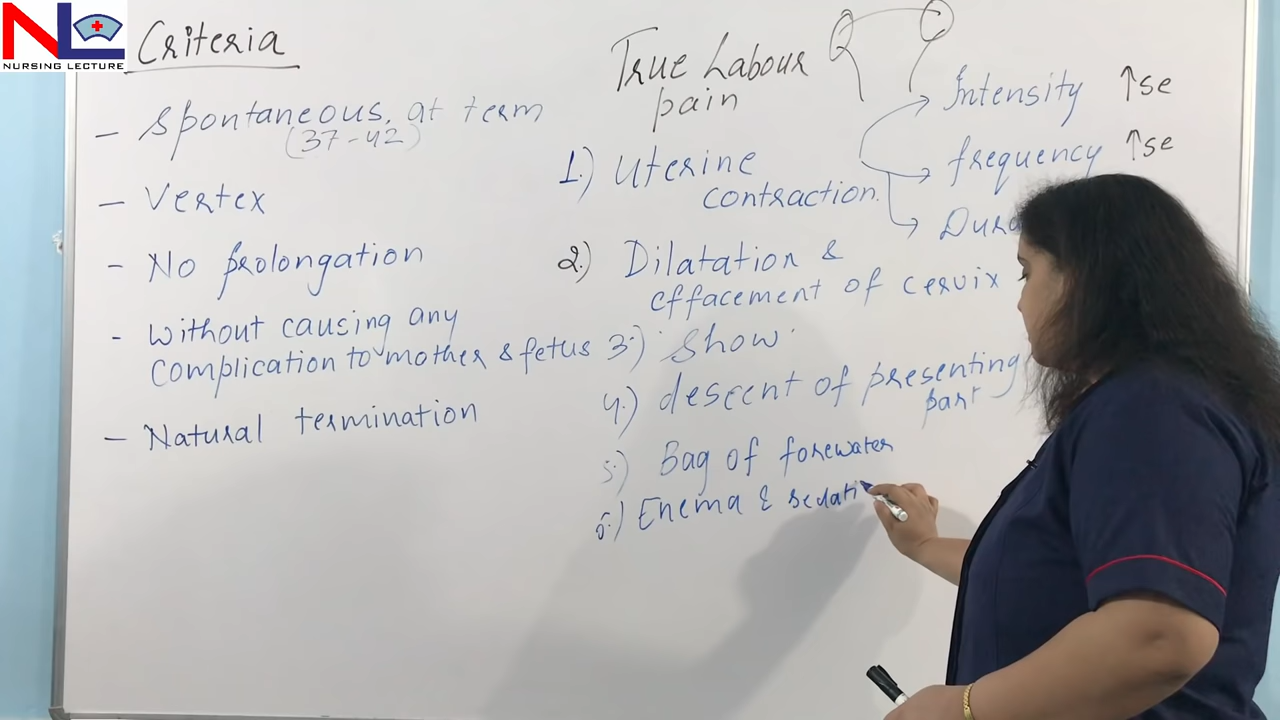 NL
NURSING LECTURE
Criteria
- Spontaneous, at term
(37-42)
- Vertex
- No prolongation
- Without causing any
complication to mother & fetus
- Natural termination
True Labour
pain
1.) Uterine
contraction.
Intensity ↑se
frequency ↑se
2.) Dilatation &
effacement of cervix
3.) Show
4.) descent of presenting
part
5.) Bag of forewater
6.) Enema & sedati